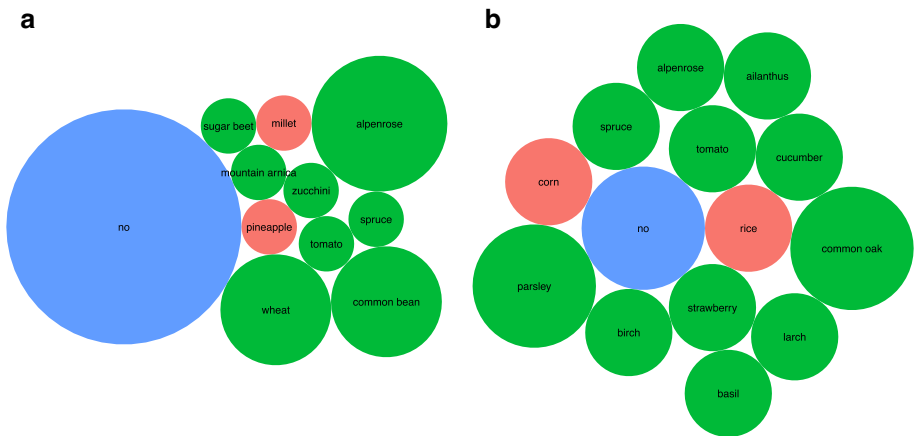 a
sugar beet
millet
alpenrose
mountain arnica
zucchini
no
pineapple
spruce
tomato
wheat
common bean
b
alpenrose
ailanthus
spruce
tomato
cucumber
corn
no
rice
common oak
parsley
strawberry
birch
larch
basil